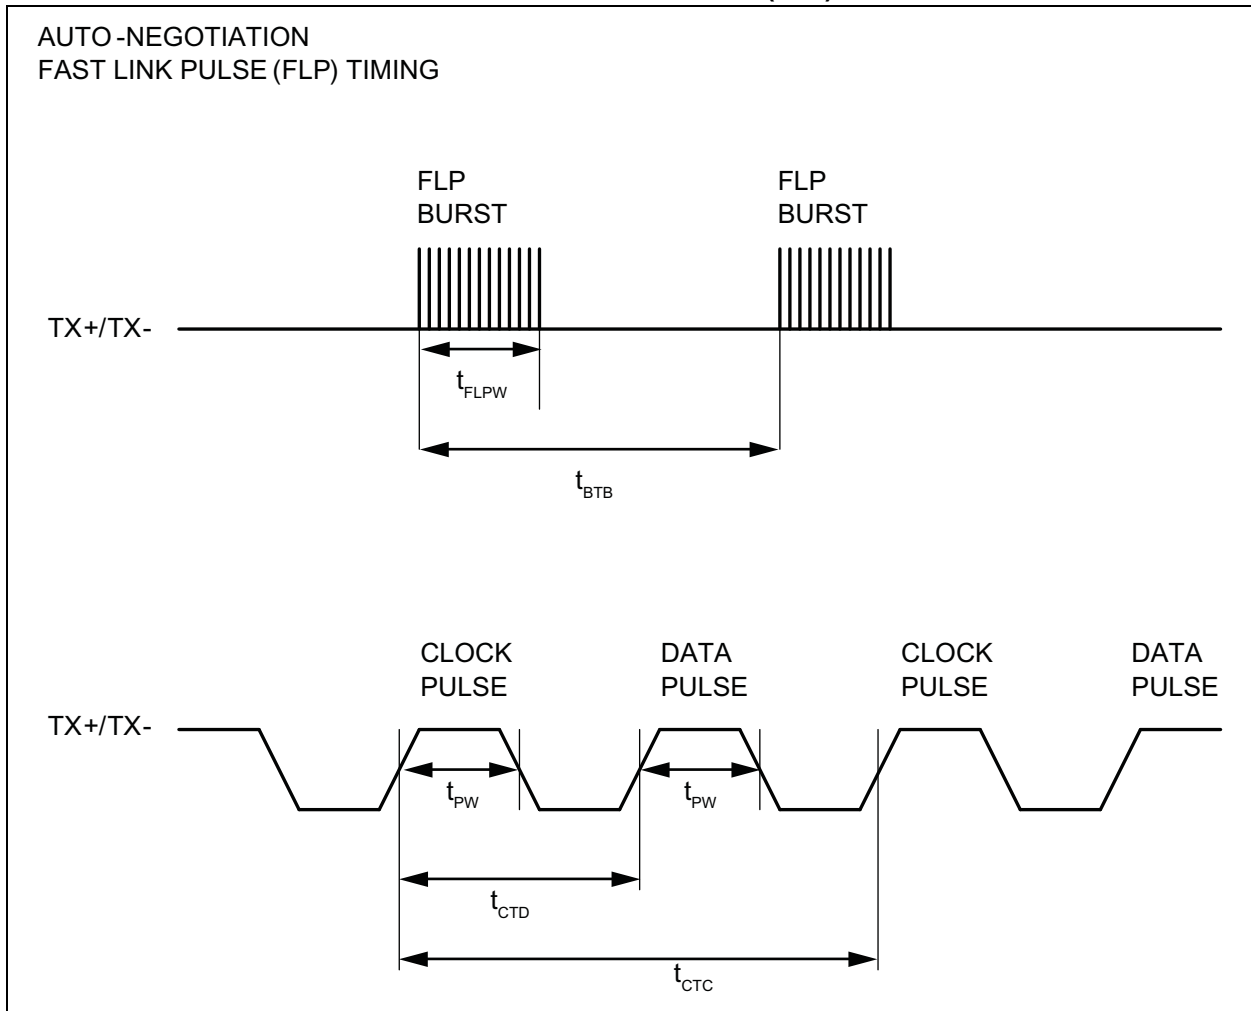 AUTO-NEGOTIATION
FAST LINK PULSE (FLP) TIMING
FLP
BURST
FLP
BURST
TX+/TX-
tFLPW
tBTB
CLOCK
PULSE
DATA
PULSE
CLOCK
PULSE
DATA
PULSE
TX+/TX-
tPW
tPW
tCTD
tCTC